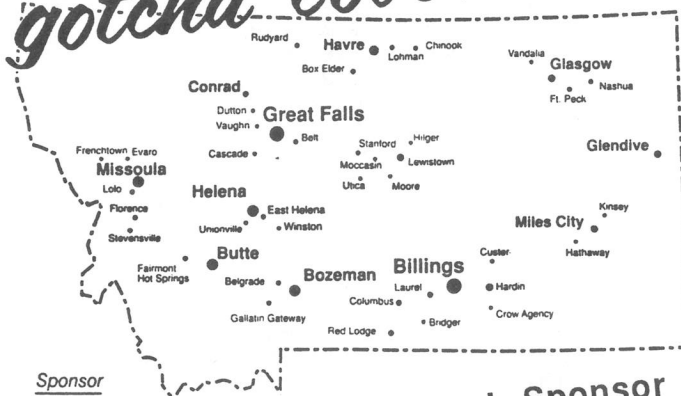 gotcha
Rudyard
Havre
Lohman
Chinook
Box Elder
Vandalia
Glasgow
Nashua
Ft. Peck
Conrad
Dutton
Vaughn
Great Falls
Belt
Cascade
Stanford
Hilger
Moccasin
Lewistown
Utica
Moore
Glendive
Frenchtown
Evaro
Missoula
Lolo
Florence
Stevensville
Helena
East Helena
Unionville
Winston
Kinsey
Miles City
Hathaway
Butte
Fairmont
Hot Springs
Belgrade
Bozeman
Gallatin Gateway
Billings
Laurel
Columbus
Custer
Hardin
Crow Agency
Bridger
Red Lodge
Sponsor
Sponsor